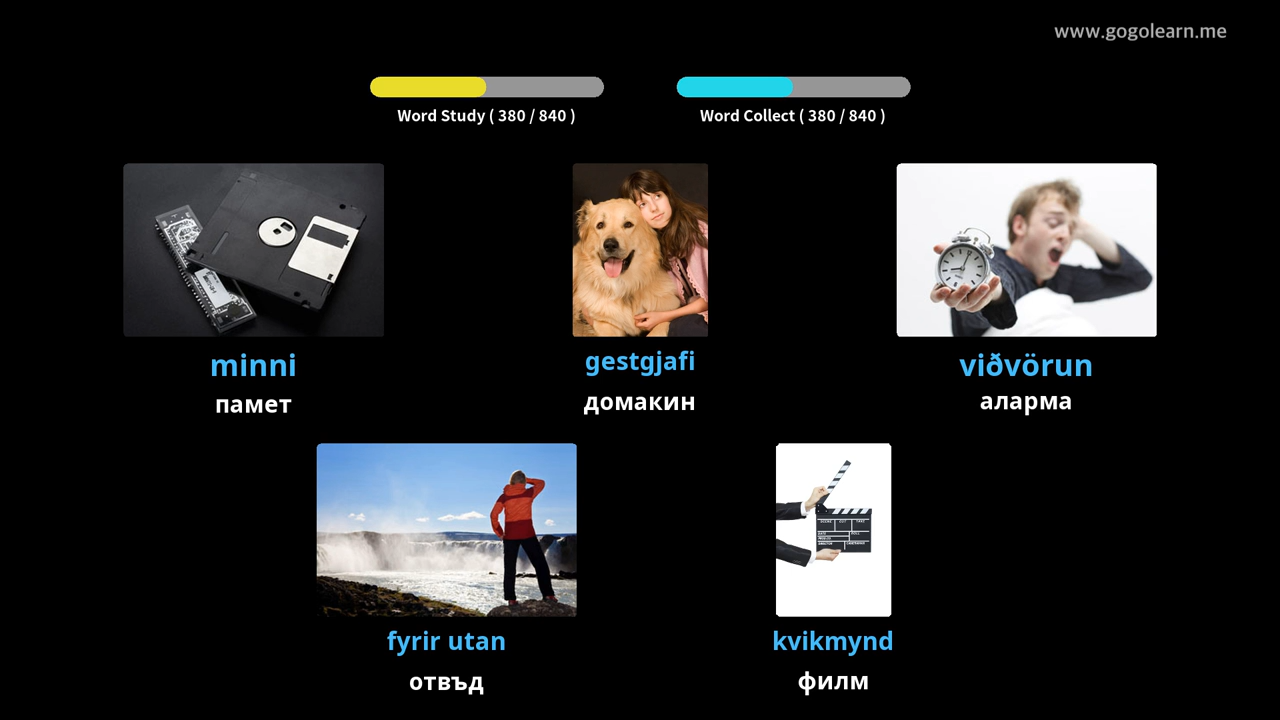 www.gogolearn.me
Word Study ( 380 / 840 )
Word Collect ( 380 / 840 )
minni
памет
gestgjafi
домакин
viðvörun
аларма
fyrir utan
отвъд
kvikmynd
филм